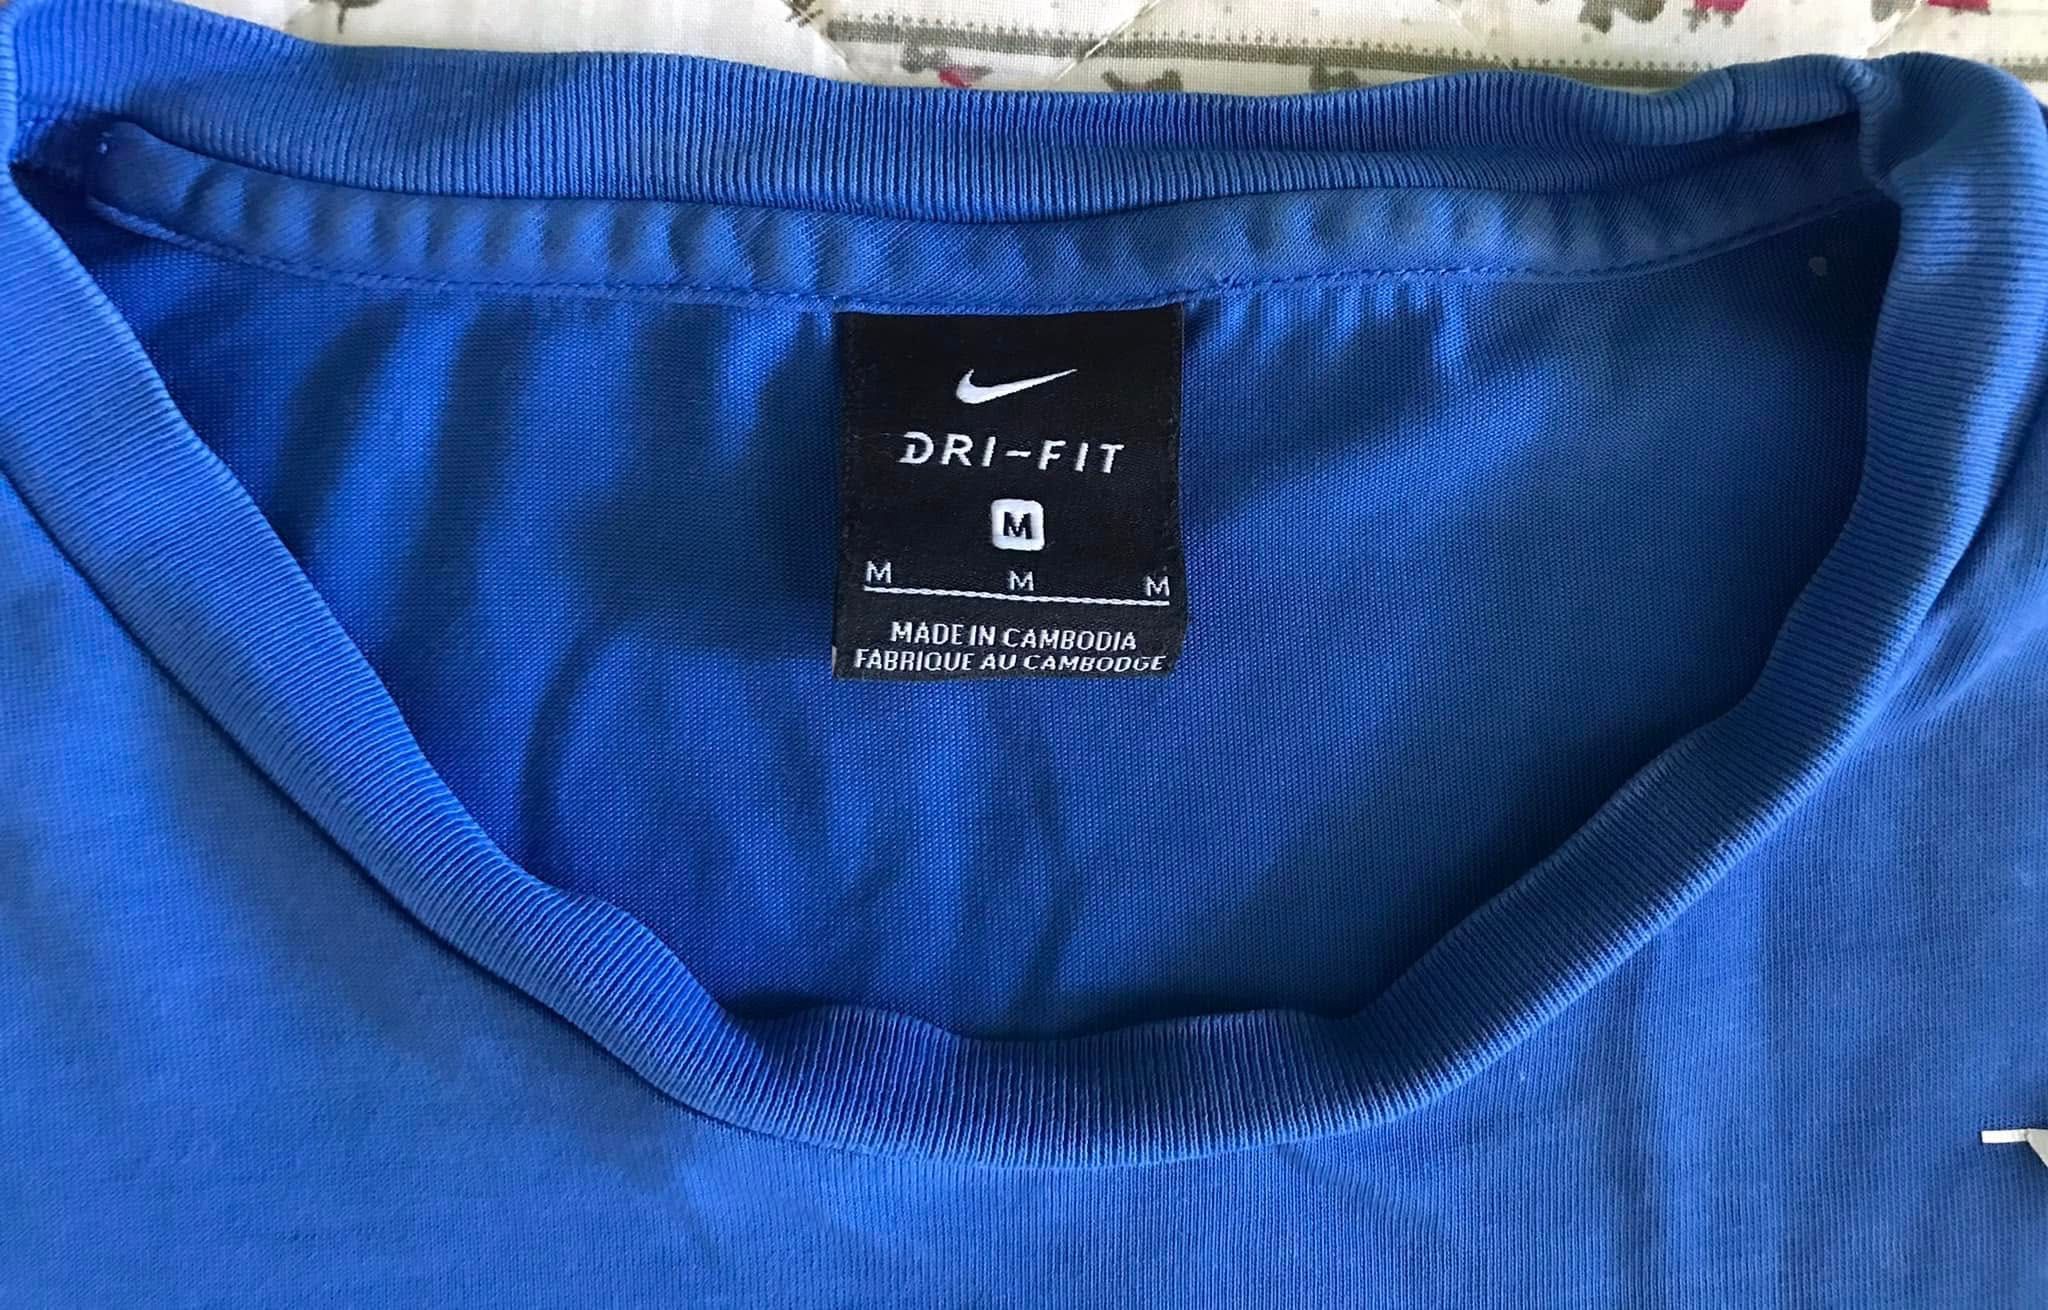 DRI-FIT
M
M M M
MADE IN CAMBODIA
FABRIQUE AU CAMBODGE